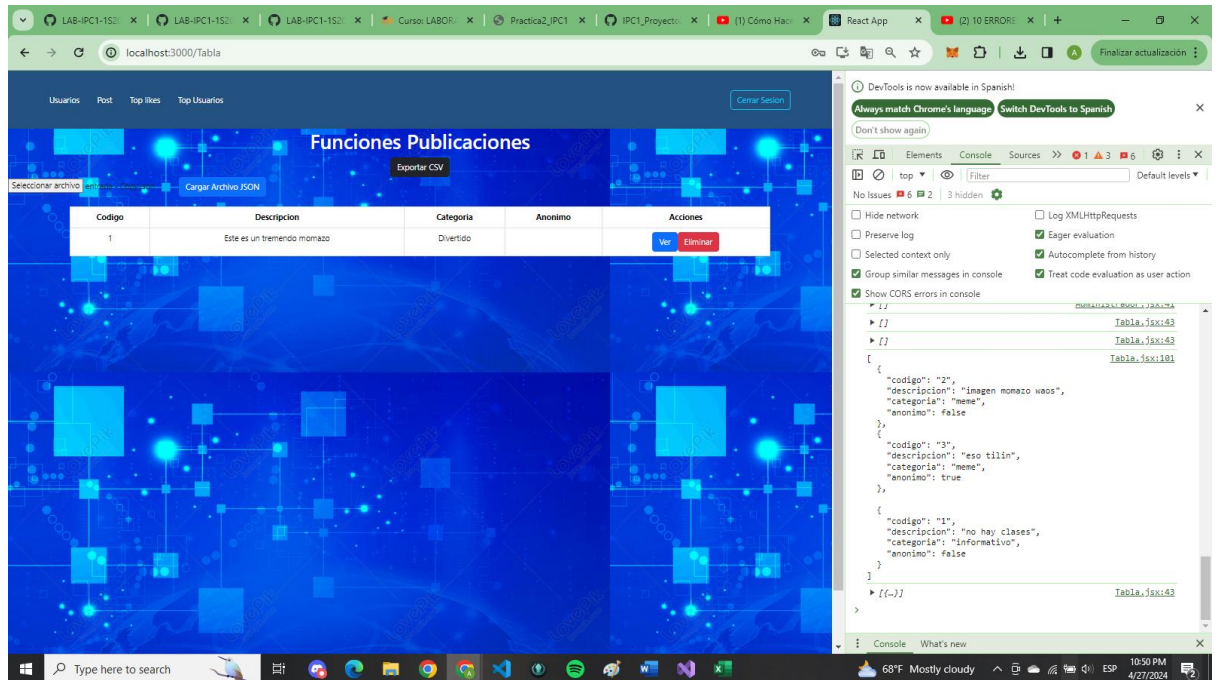 LAB-IPC1-1S20
LAB-IPC1-1S20
LAB-IPC1-1S20
Curso: LABOR
Practica2_IPC1
IPC1_Proyecto
(1) Cómo Hace
React App
(2) 10 ERRORE
localhost:3000/Tabla
Finalizar actualización
Usuarios Post Top likes Top Usuarios
Cerrar Sesion
Funciones Publicaciones
Exportar CSV
Seleccionar archivo
Cargar Archivo JSON
Codigo Descripcion Categoria Anonimo Acciones
1 Este es un tremendo momazo Divertido Ver Eliminar
DevTools is now available in Spanish!
Always match Chrome's language Switch DevTools to Spanish
Don't show again
Elements Console Sources 1 3 6
top Filter Default levels
No Issues 6 2 3 hidden
Hide network Log XMLHttpRequests
Preserve log Eager evaluation
Selected context only Autocomplete from history
Group similar messages in console Treat code evaluation as user action
Show CORS errors in console
[] Administrador.jsx:41
[] Tabla.jsx:43
[] Tabla.jsx:43
[ Tabla.jsx:101
{
"codigo": "2",
"descripcion": "imagen momazo waos",
"categoria": "meme",
"anonimo": false
},
{
"codigo": "3",
"descripcion": "eso tilin",
"categoria": "meme",
"anonimo": true
},
{
"codigo": "1",
"descripcion": "no hay clases",
"categoria": "informativo",
"anonimo": false
}
]
[{…}] Tabla.jsx:43
Console What's new
Type here to search
68°F Mostly cloudy
ESP
10:50 PM
4/27/2024